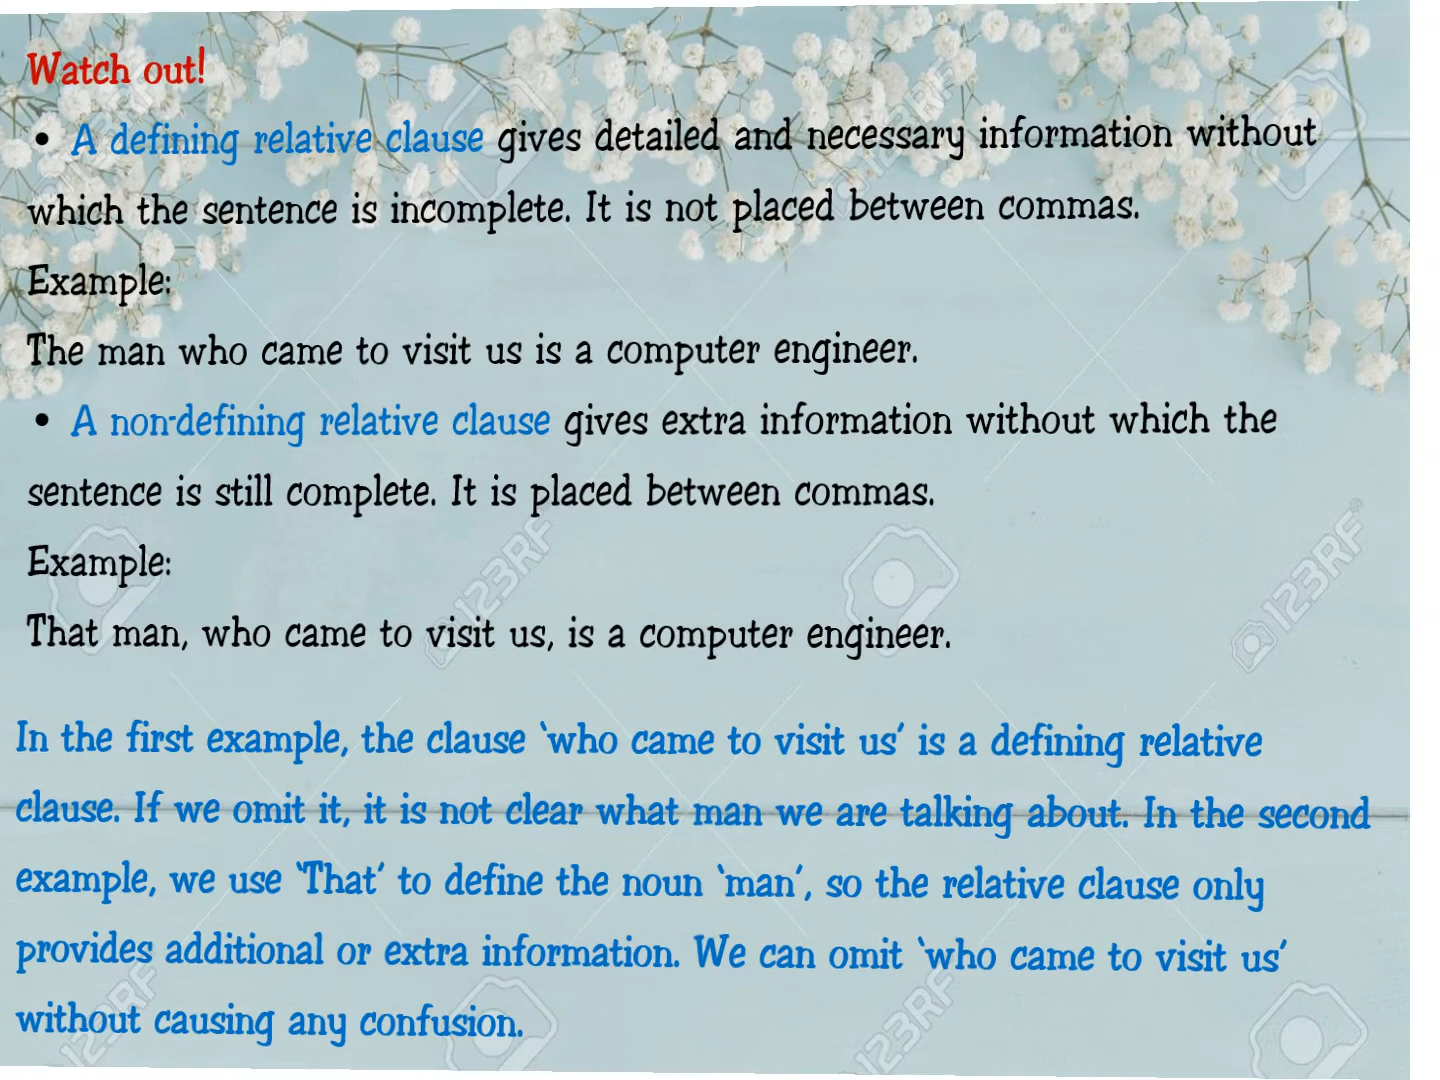 Watch out!
• A defining relative clause gives detailed and necessary information without
which the sentence is incomplete. It is not placed between commas.
Example:
The man who came to visit us is a computer engineer.
• A non-defining relative clause gives extra information without which the
sentence is still complete. It is placed between commas.
Example:
That man, who came to visit us, is a computer engineer.
In the first example, the clause ‘who came to visit us’ is a defining relative
clause. If we omit it, it is not clear what man we are talking about. In the second
example, we use ‘That’ to define the noun ‘man’, so the relative clause only
provides additional or extra information. We can omit ‘who came to visit us’
without causing any confusion.
123RF
123RF
123RF
123RF
123RF
123RF